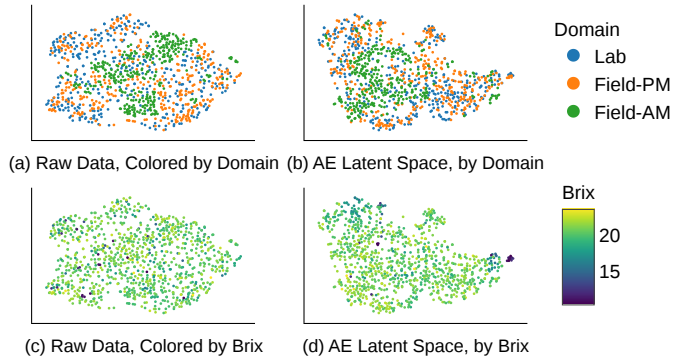 Domain
Lab
Field-PM
Field-AM
(a) Raw Data, Colored by Domain
(b) AE Latent Space, by Domain
Brix
20
15
(c) Raw Data, Colored by Brix
(d) AE Latent Space, by Brix